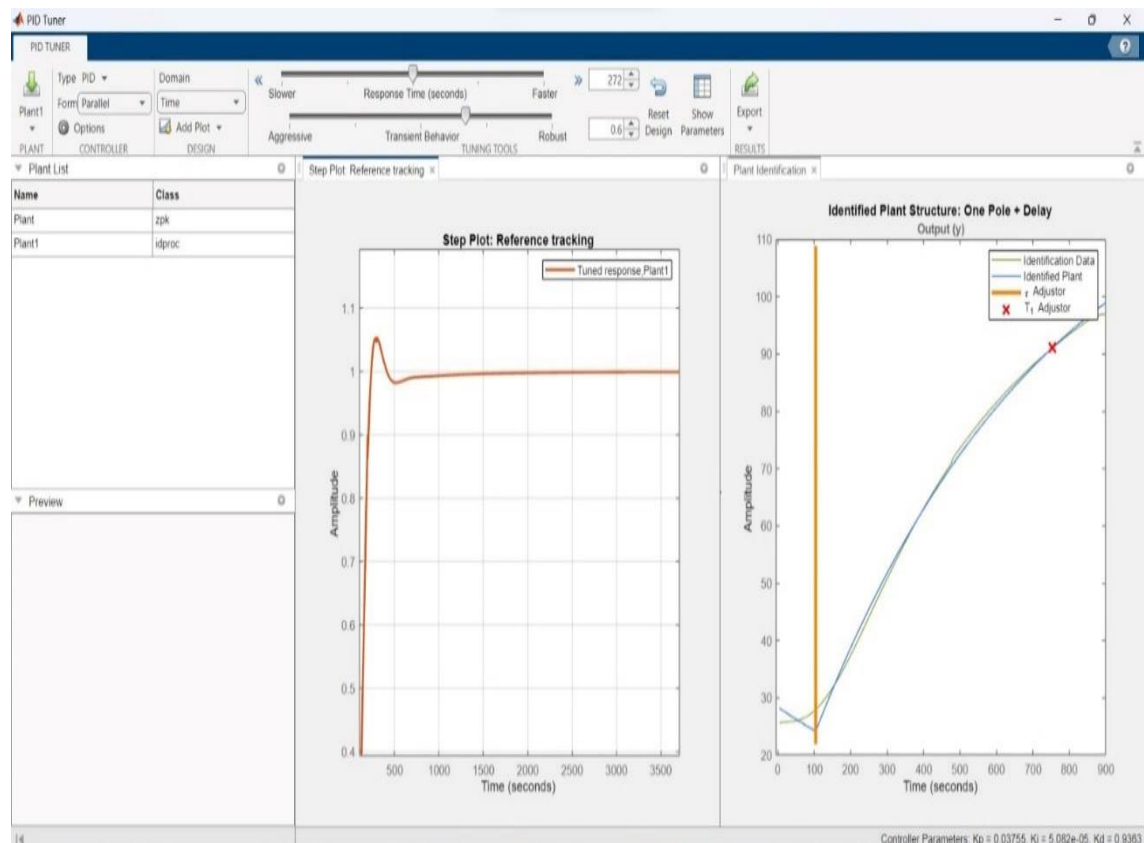 PID Tuner
PID TUNER
Plant1
PLANT
Type PID
Form Parallel
Options
CONTROLLER
Domain
Time
Add Plot
DESIGN
Slower Response Time (seconds) Faster
272
Aggressive Transient Behavior Robust
0.6
TUNING TOOLS
Reset Design
Show Parameters
Export
RESULTS
Plant List
Name Class
Plant zpk
Plant1 idproc
Preview
Step Plot: Reference tracking
Step Plot: Reference tracking
Tuned response,Plant1
1.1
1
0.9
0.8
0.7
0.6
0.5
0.4
Amplitude
500 1000 1500 2000 2500 3000 3500
Time (seconds)
Plant Identification
Identified Plant Structure: One Pole + Delay
Output (y)
Identification Data
Identified Plant
τ Adjustor
T1 Adjustor
110
100
90
80
70
60
50
40
30
20
Amplitude
0 100 200 300 400 500 600 700 800 900
Time (seconds)
Controller Parameters: Kp = 0.03755, Ki = 5.082e-05, Kd = 0.9363